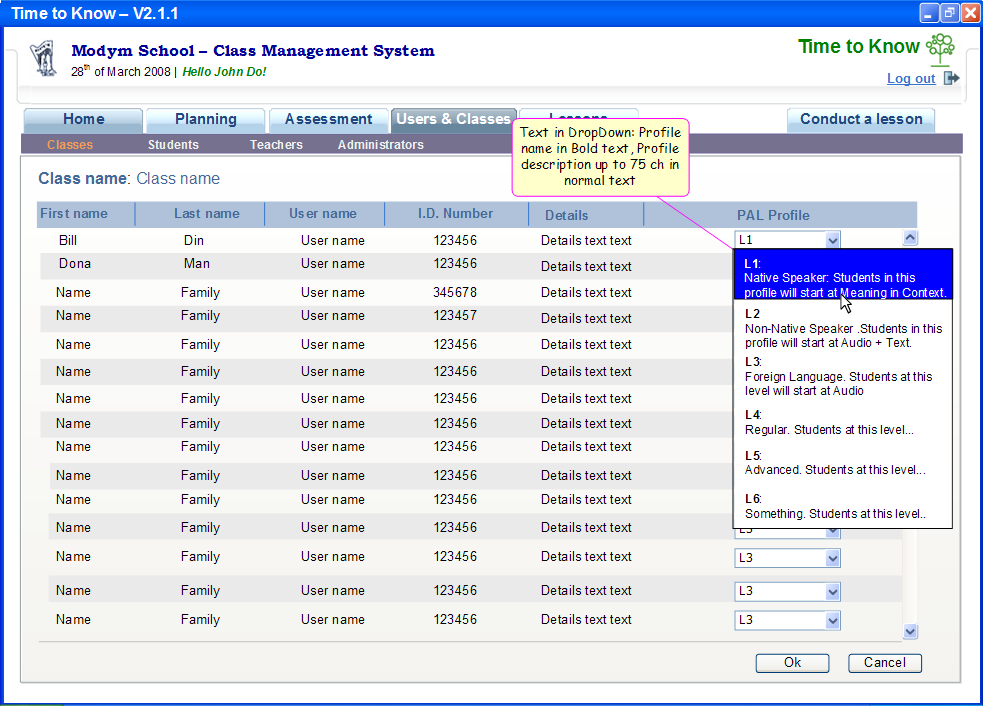 Time to Know – V2.1.1
Modym School – Class Management System
28th of March 2008 | Hello John Do!
Time to Know
Log out
Home Planning Assessment Users & Classes Lessons Conduct a lesson
Classes Students Teachers Administrators
Text in DropDown: Profile
name in Bold text, Profile
description up to 75 ch in
normal text
Class name: Class name
First name Last name User name I.D. Number Details PAL Profile
Bill Din User name 123456 Details text text L1
Dona Man User name 123456 Details text text
Name Family User name 345678 Details text text
Name Family User name 123457 Details text text
Name Family User name 123456 Details text text
Name Family User name 123456 Details text text
Name Family User name 123456 Details text text
Name Family User name 123456 Details text text
Name Family User name 123456 Details text text
Name Family User name 123456 Details text text
Name Family User name 123456 Details text text
Name Family User name 123456 Details text text L3
Name Family User name 123456 Details text text L3
Name Family User name 123456 Details text text L3
Name Family User name 123456 Details text text L3
L1:
Native Speaker: Students in this
profile will start at Meaning in Context.
L2
Non-Native Speaker .Students in this
profile will start at Audio + Text.
L3:
Foreign Language. Students at this
level will start at Audio
L4:
Regular. Students at this level...
L5:
Advanced. Students at this level...
L6:
Something. Students at this level..
Ok Cancel